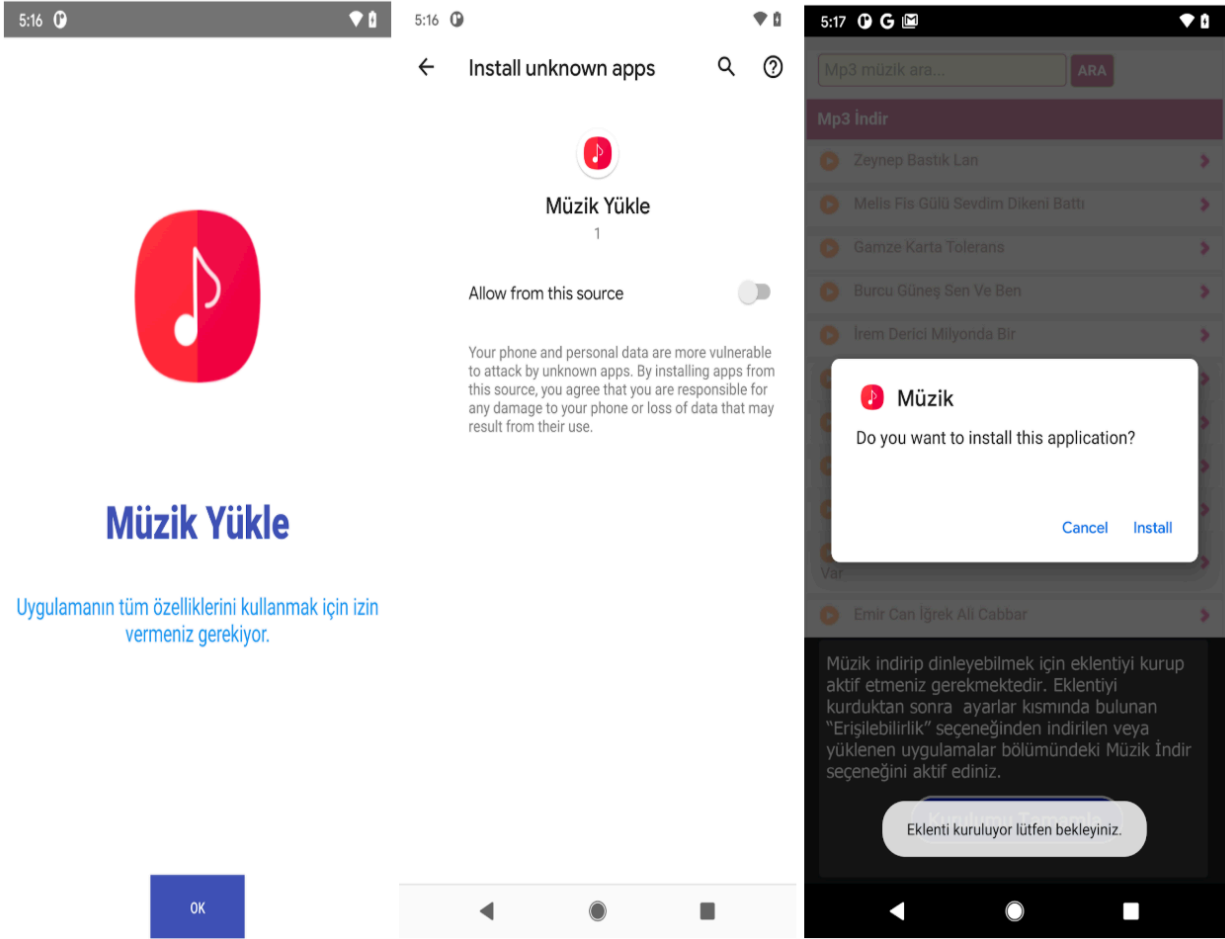 5:16
Müzik Yükle
Uygulamanın tüm özelliklerini kullanmak için izin
vermeniz gerekiyor.
OK
5:16
Install unknown apps
Müzik Yükle
1
Allow from this source
Your phone and personal data are more vulnerable
to attack by unknown apps. By installing apps from
this source, you agree that you are responsible for
any damage to your phone or loss of data that may
result from their use.
5:17
Mp3 müzik ara...
ARA
Mp3 İndir
Zeynep Bastık Lan
Melis Fis Gülü Sevdim Dikeni Battı
Gamze Karta Tolerans
Burcu Güneş Sen Ve Ben
İrem Derici Milyonda Bir
Müzik
Do you want to install this application?
Cancel Install
Var
Emir Can İğrek Ali Cabbar
Müzik indirip dinleyebilmek için eklentiyi kurup
aktif etmeniz gerekmektedir. Eklentiyi
kurduktan sonra ayarlar kısmında bulunan
“Erişilebilirlik” seçeneğinden indirilen veya
yüklenen uygulamalar bölümündeki Müzik İndir
seçeneğini aktif ediniz.
Kurulumu Tamamla
Eklenti kuruluyor lütfen bekleyiniz.